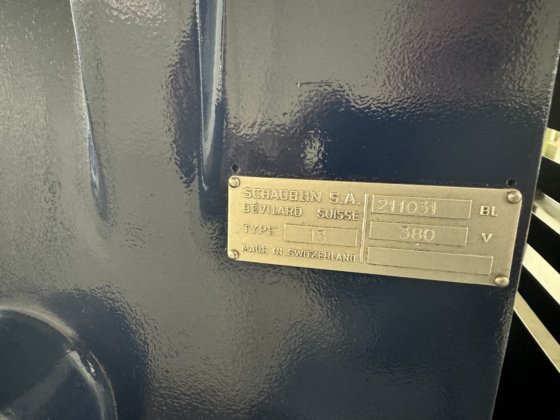 SCHAUBLIN S.A. 211031 BL
BÉVILARD SUISSE
TYPE 13 380 V
MADE IN SWITZERLAND